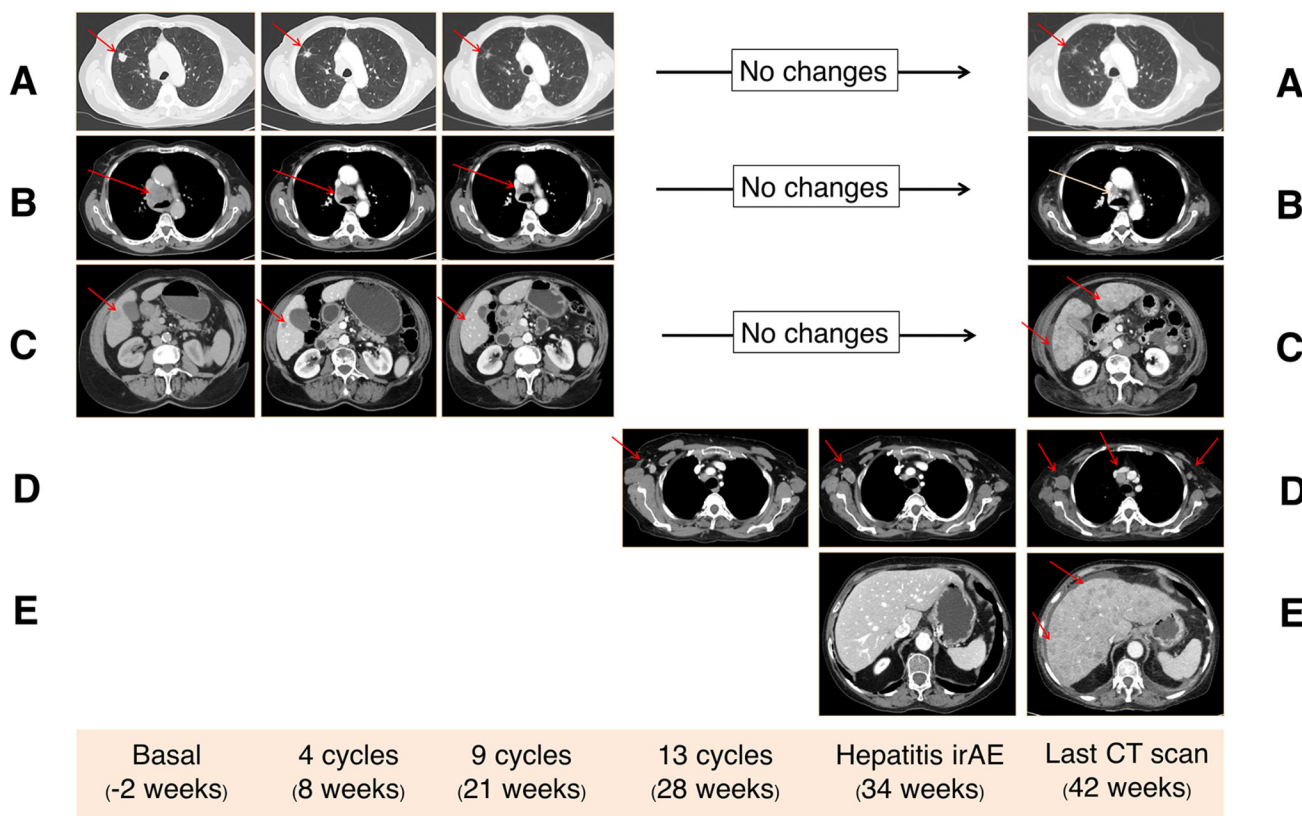 A
No changes
A
B
No changes
B
C
No changes
C
D
D
E
E
Basal
(-2 weeks)
4 cycles
(8 weeks)
9 cycles
(21 weeks)
13 cycles
(28 weeks)
Hepatitis irAE
(34 weeks)
Last CT scan
(42 weeks)